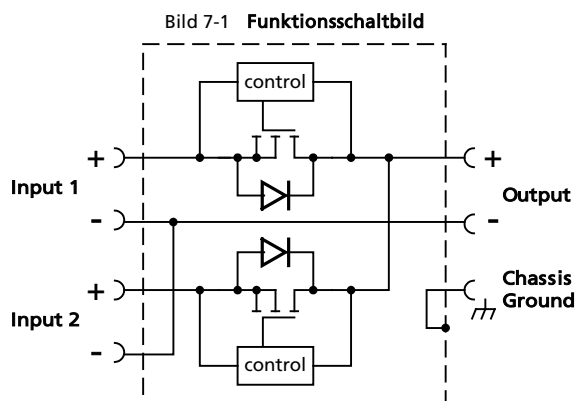 Bild 7-1 Funktionsschaltbild
control
+
+
Input 1
Output
-
-
+
Chassis
Ground
Input 2
-
control